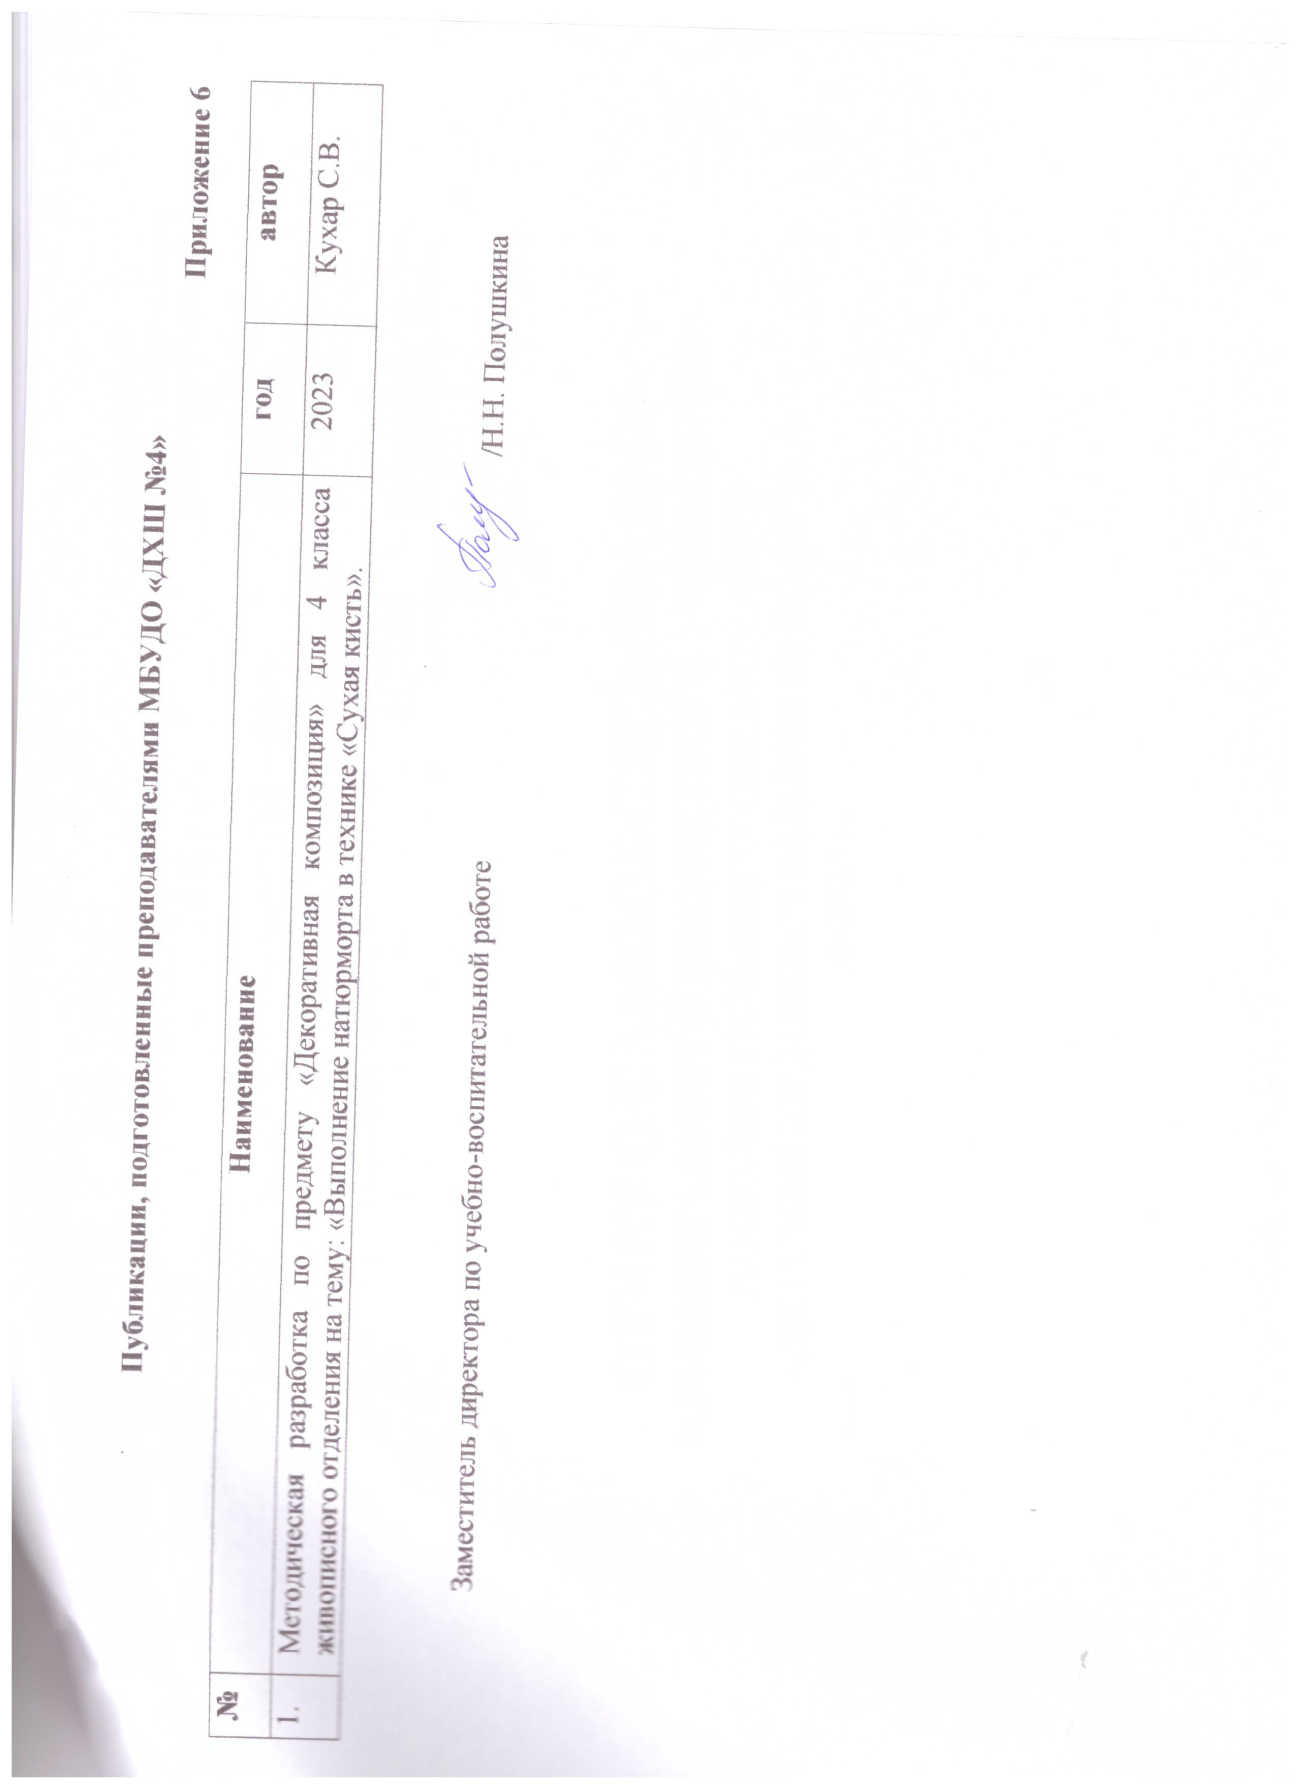 Публикации, подготовленные преподавателями МБУДО «ДХШ №4»
Приложение 6
№ Наименование год автор
1. Методическая разработка по предмету «Декоративная композиция» для 4 класса 2023 Кухар С.В.
живописного отделения на тему: «Выполнение натюрморта в технике «Сухая кисть».
Заместитель директора по учебно-воспитательной работе /Н.Н. Полушкина